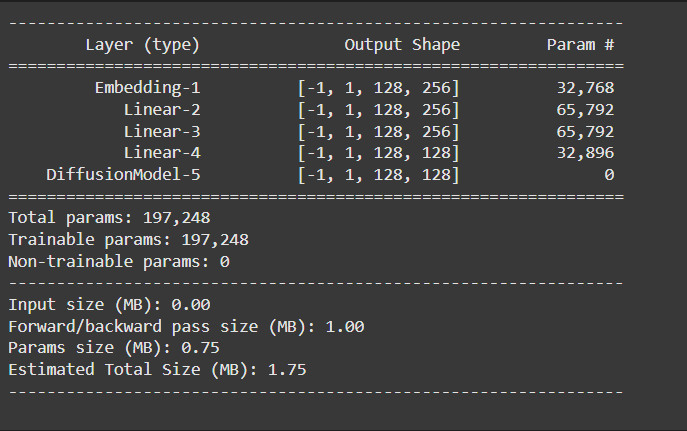 ----------------------------------------------------------------
        Layer (type)               Output Shape         Param #
================================================================
         Embedding-1          [-1, 1, 128, 256]          32,768
            Linear-2          [-1, 1, 128, 256]          65,792
            Linear-3          [-1, 1, 128, 256]          65,792
            Linear-4          [-1, 1, 128, 128]          32,896
    DiffusionModel-5          [-1, 1, 128, 128]               0
================================================================
Total params: 197,248
Trainable params: 197,248
Non-trainable params: 0
----------------------------------------------------------------
Input size (MB): 0.00
Forward/backward pass size (MB): 1.00
Params size (MB): 0.75
Estimated Total Size (MB): 1.75
----------------------------------------------------------------